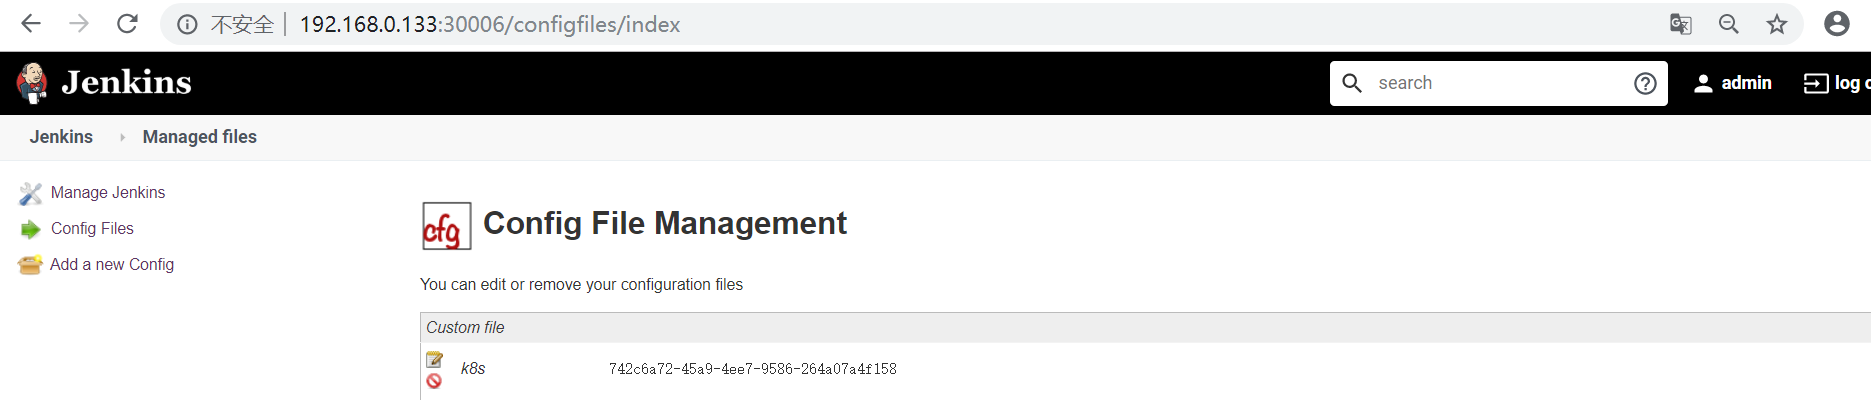 不安全 192.168.0.133:30006/configfiles/index
Jenkins search admin log
Jenkins Managed files
Manage Jenkins
Config Files
Add a new Config
cfg Config File Management
You can edit or remove your configuration files
Custom file
k8s 742c6a72-45a9-4ee7-9586-264a07a4f158